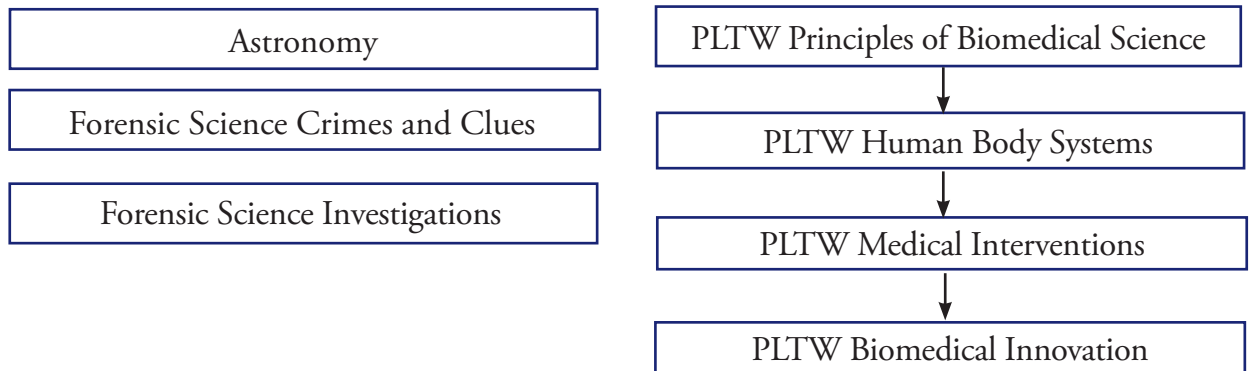 Astronomy
Forensic Science Crimes and Clues
Forensic Science Investigations
PLTW Principles of Biomedical Science
PLTW Human Body Systems
PLTW Medical Interventions
PLTW Biomedical Innovation